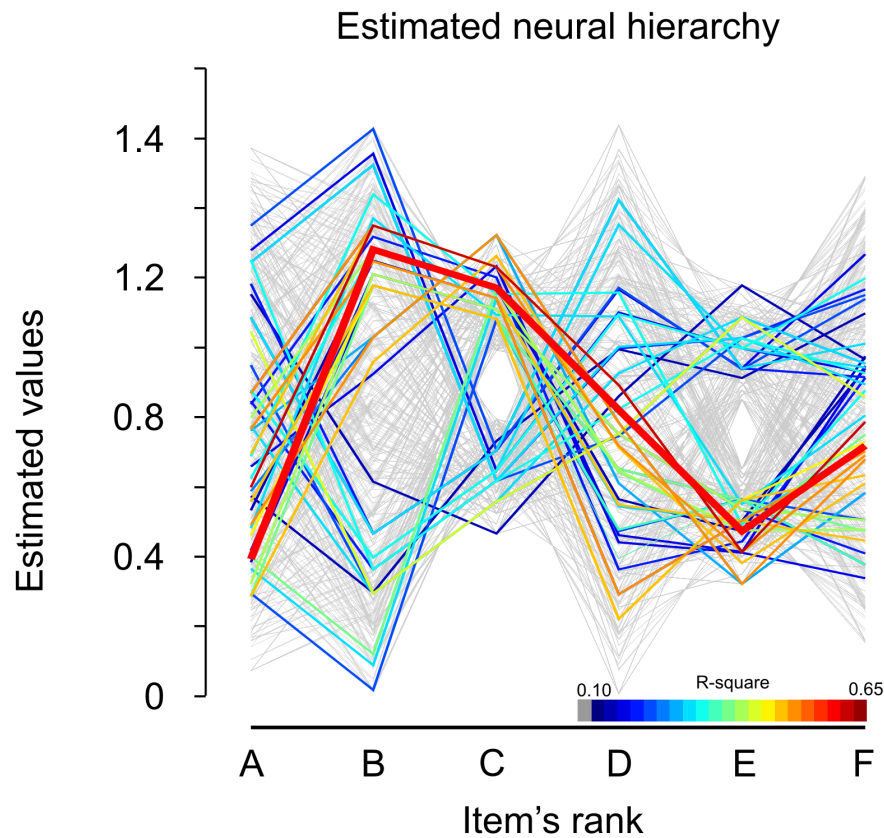 Estimated neural hierarchy
Estimated values
1.4
1.2
0.8
0.4
0
0.10 R-square 0.65
A B C D E F
Item's rank